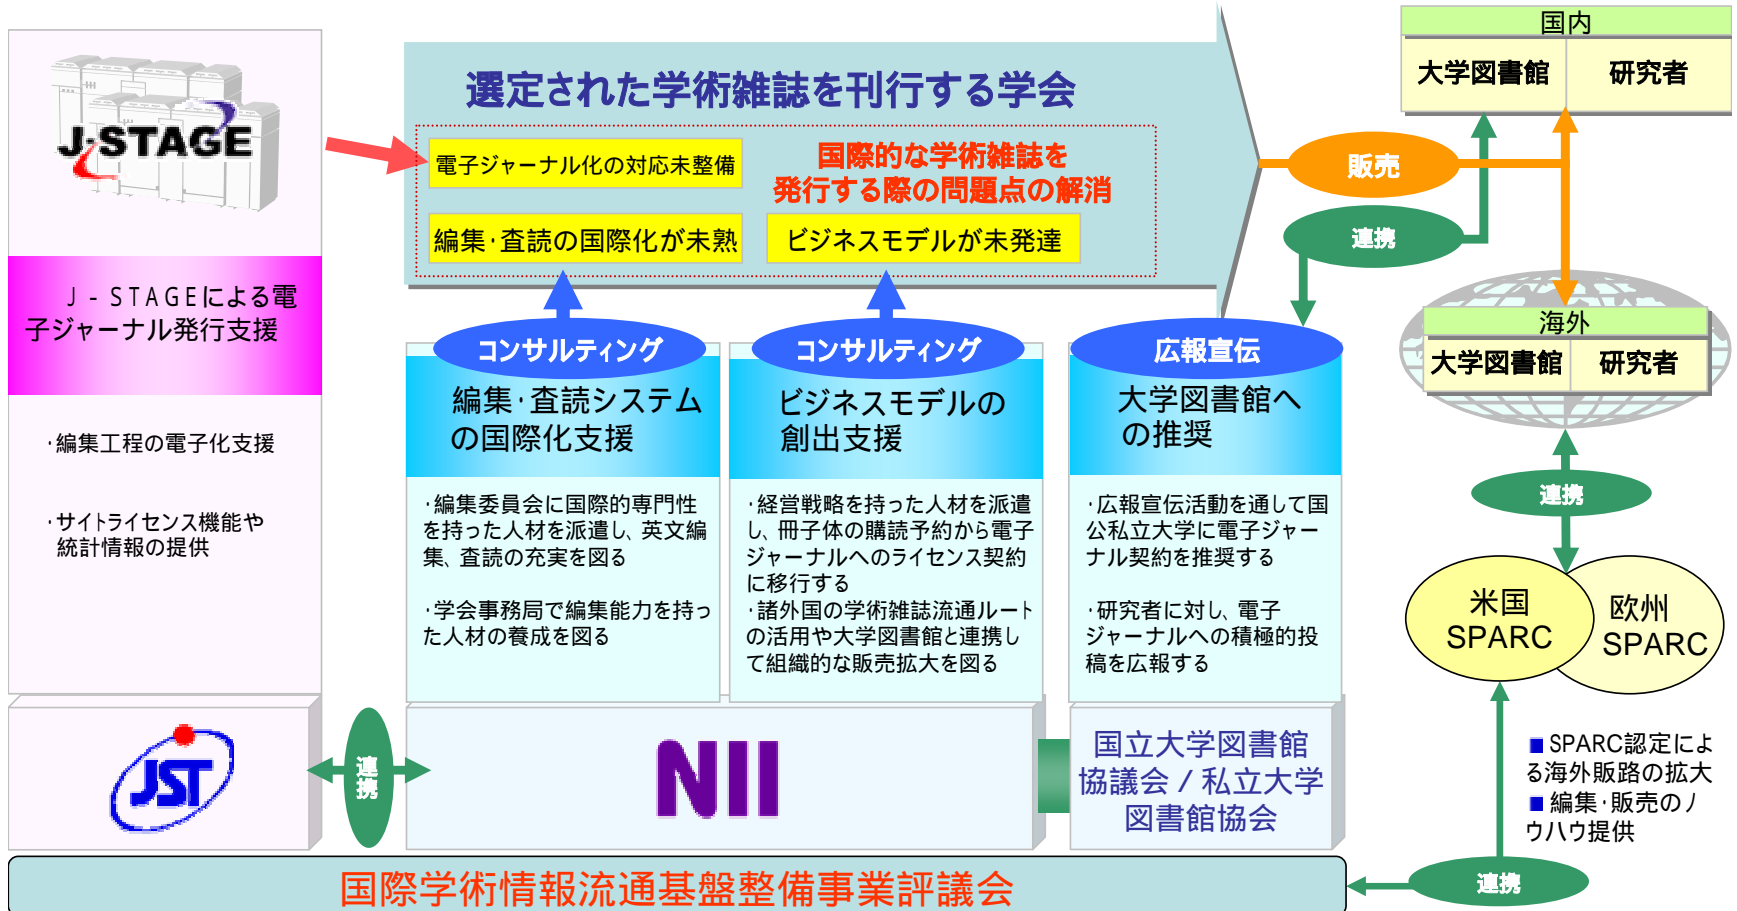 J-STAGE
J-STAGEによる電
子ジャーナル発行支援
・編集工程の電子化支援
・サイトライセンス機能や
統計情報の提供
JST
連携
選定された学術雑誌を刊行する学会
電子ジャーナル化の対応未整備
国際的な学術雑誌を
発行する際の問題点の解消
編集・査読の国際化が未熟
ビジネスモデルが未発達
コンサルティング
編集・査読システム
の国際化支援
・編集委員会に国際的専門性
を持った人材を派遣し、英文編
集、査読の充実を図る
・学会事務局で編集能力を持っ
た人材の養成を図る
コンサルティング
ビジネスモデルの
創出支援
・経営戦略を持った人材を派遣
し、冊子体の購読予約から電子
ジャーナルへのライセンス契約
に移行する
・諸外国の学術雑誌流通ルート
の活用や大学図書館と連携し
て組織的な販売拡大を図る
広報宣伝
大学図書館へ
の推奨
・広報宣伝活動を通して国
公私立大学に電子ジャー
ナル契約を推奨する
・研究者に対し、電子
ジャーナルへの積極的投
稿を広報する
NII
国立大学図書館
協議会/私立大学
図書館協会
国際学術情報流通基盤整備事業評議会
販売
連携
国内
大学図書館 研究者
海外
大学図書館 研究者
連携
米国
SPARC
欧州
SPARC
■SPARC認定によ
る海外販路の拡大
■編集・販売のノ
ウハウ提供
連携